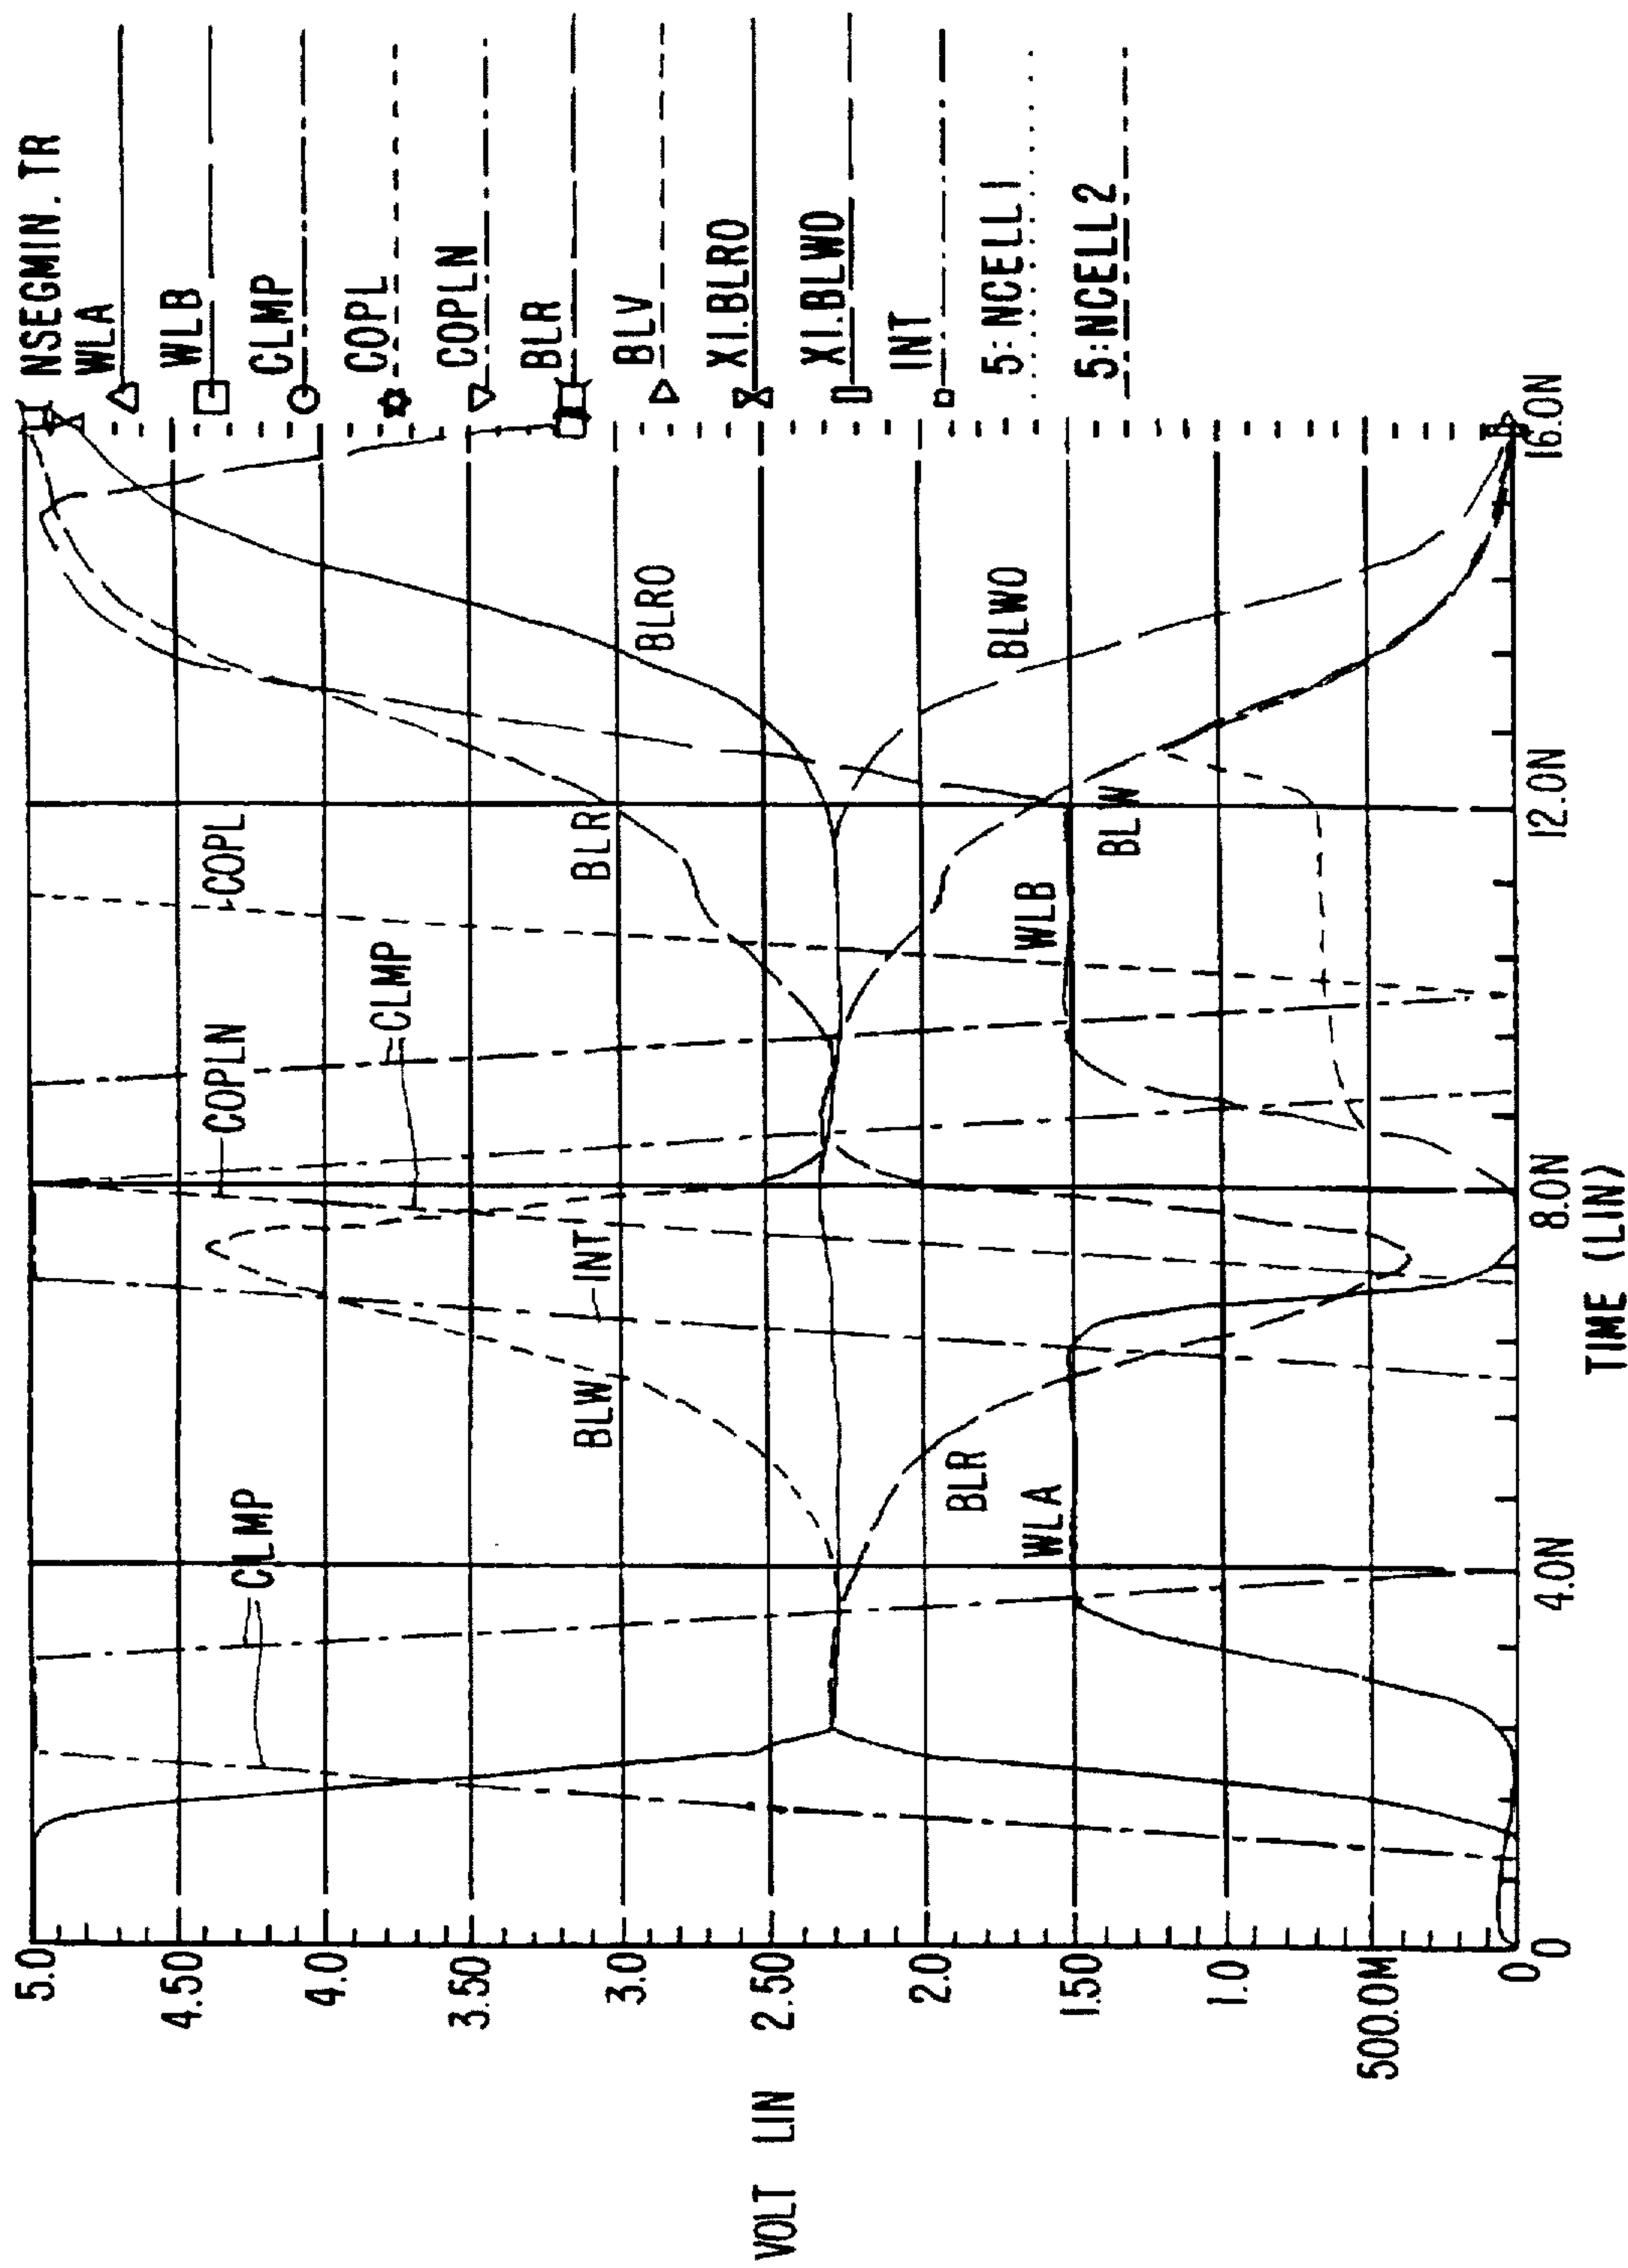 NSEGMIN. TR
WLA
WLB
CLMP
COPL
COPLN
BLR
BLV
XI.BLRO
XI.BLWO
INT
5:NCELL1
5:NCELL2
VOLT LIN
5.0
4.50
4.0
3.50
3.0
2.50
2.0
1.50
1.0
500.0M
0
CLMP
COPLN
CLMP
COPL
BLW
INT
BLR
BLRO
BLR
BLWO
WLA
WLB
BLW
0
4.0N
8.0N
12.0N
16.0N
TIME (LIN)